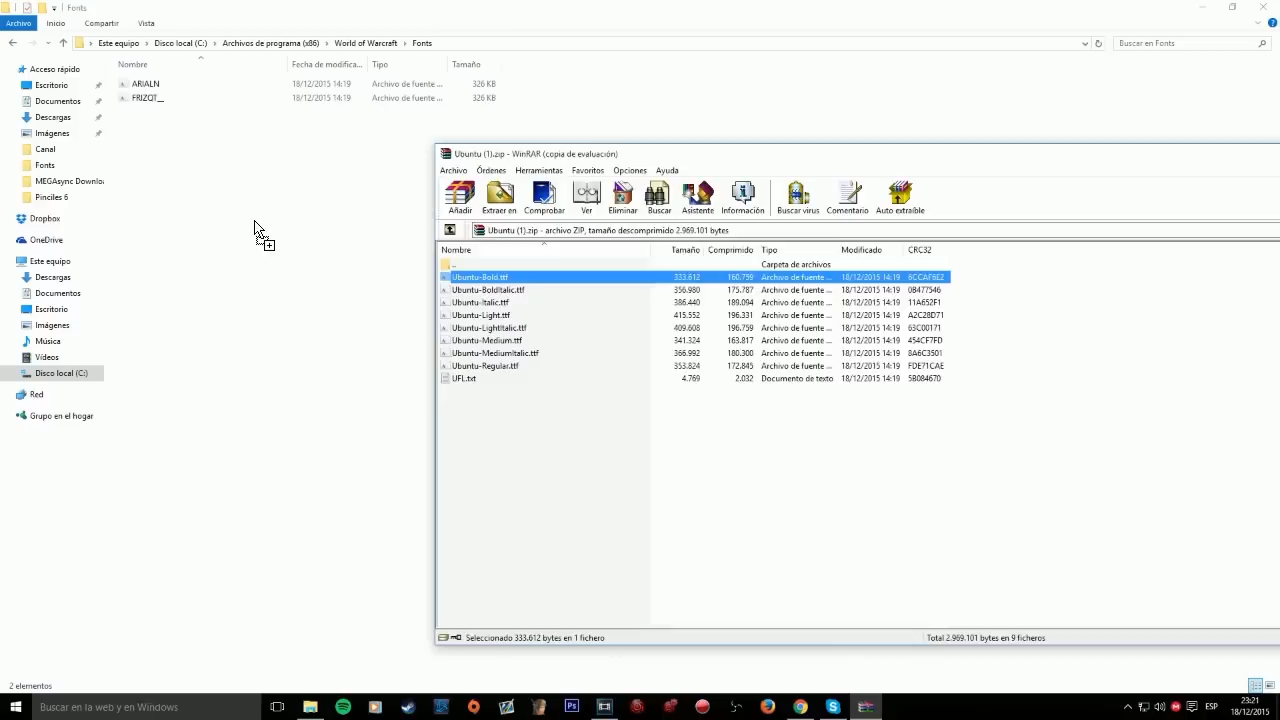 Fonts
Archivo Inicio Compartir Vista
Este equipo > Disco local (C:) > Archivos de programa (x86) > World of Warcraft > Fonts
Buscar en Fonts
Nombre Fecha de modifica... Tipo Tamaño
ARIALN 18/12/2015 14:19 Archivo de fuente ... 326 KB
FRIZQT__ 18/12/2015 14:19 Archivo de fuente ... 326 KB
Acceso rápido
Escritorio
Documentos
Descargas
Imágenes
Canal
Fonts
MEGAsync Downloa
Pinciles 6
Dropbox
OneDrive
Este equipo
Descargas
Documentos
Escritorio
Imágenes
Música
Vídeos
Disco local (C:)
Red
Grupo en el hogar
Ubuntu (1).zip - WinRAR (copia de evaluación)
Archivo Órdenes Herramientas Favoritos Opciones Ayuda
Añadir Extraer en Comprobar Ver Eliminar Buscar Asistente Información Buscar virus Comentario Auto extraíble
Ubuntu (1).zip - archivo ZIP, tamaño descomprimido 2.969.101 bytes
Nombre Tamaño Comprimido Tipo Modificado CRC32
.. Carpeta de archivos
Ubuntu-Bold.ttf 333.612 160.759 Archivo de fuente ... 18/12/2015 14:19 6CCAF6E2
Ubuntu-BoldItalic.ttf 356.980 175.787 Archivo de fuente ... 18/12/2015 14:19 0B477546
Ubuntu-Italic.ttf 386.440 189.094 Archivo de fuente ... 18/12/2015 14:19 11A652F1
Ubuntu-Light.ttf 415.552 196.331 Archivo de fuente ... 18/12/2015 14:19 A2C28D71
Ubuntu-LightItalic.ttf 409.608 196.759 Archivo de fuente ... 18/12/2015 14:19 63C00171
Ubuntu-Medium.ttf 341.324 163.817 Archivo de fuente ... 18/12/2015 14:19 454CF7FD
Ubuntu-MediumItalic.ttf 366.992 180.300 Archivo de fuente ... 18/12/2015 14:19 8A6C3501
Ubuntu-Regular.ttf 353.824 172.845 Archivo de fuente ... 18/12/2015 14:19 FDE71CAE
UFL.txt 4.769 2.032 Documento de texto 18/12/2015 14:19 5B084670
Seleccionado 333.612 bytes en 1 fichero
Total 2.969.101 bytes en 9 ficheros
2 elementos
Buscar en la web y en Windows
ESP
23:21
18/12/2015